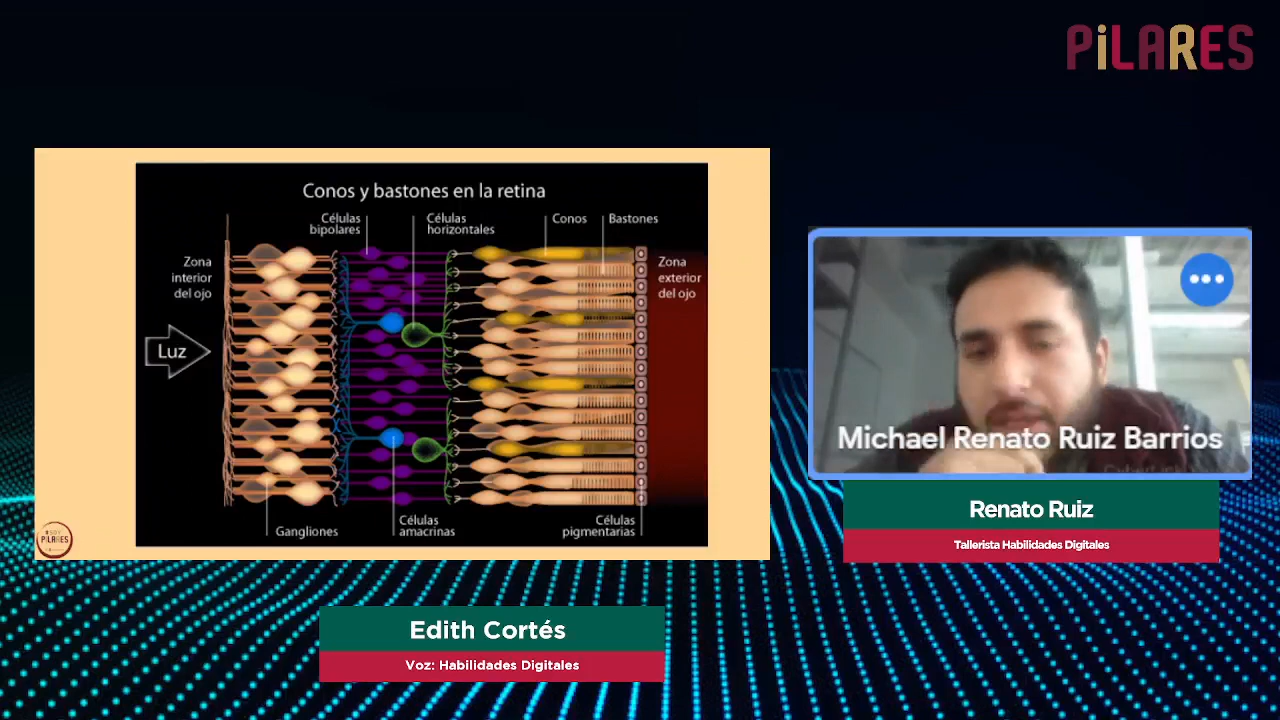 PiLARES
Conos y bastones en la retina
Células
bipolares
Células
horizontales
Conos
Bastones
Zona
interior
del ojo
Zona
exterior
del ojo
Luz
Gangliones
Células
amacrinas
Células
pigmentarias
PiLARES
Michael Renato Ruiz Barrios
Renato Ruiz
Tallerista Habilidades Digitales
Edith Cortés
Voz: Habilidades Digitales